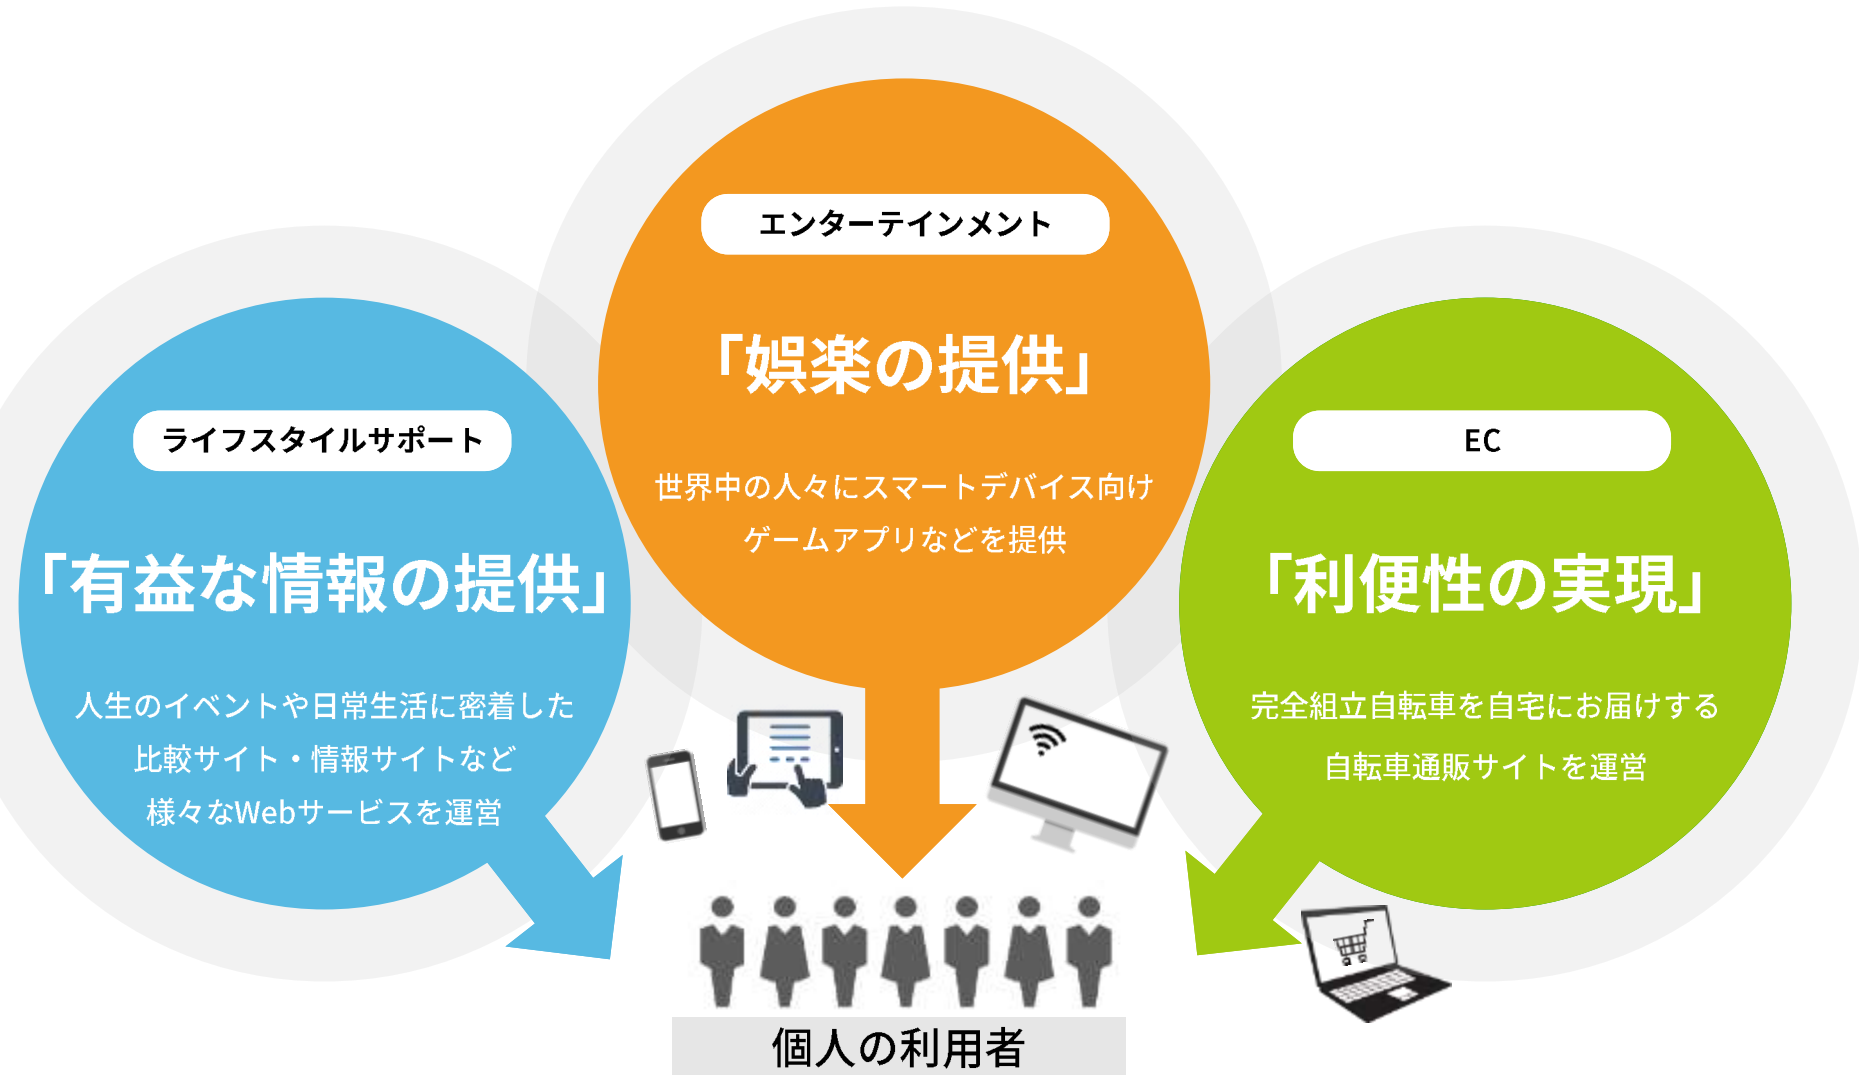 エンターテインメント
「娯楽の提供」
世界中の人々にスマートデバイス向け
ゲームアプリなどを提供
ライフスタイルサポート
「有益な情報の提供」
人生のイベントや日常生活に密着した
比較サイト・情報サイトなど
様々なWebサービスを運営
EC
「利便性の実現」
完全組立自転車を自宅にお届けする
自転車通販サイトを運営
個人の利用者